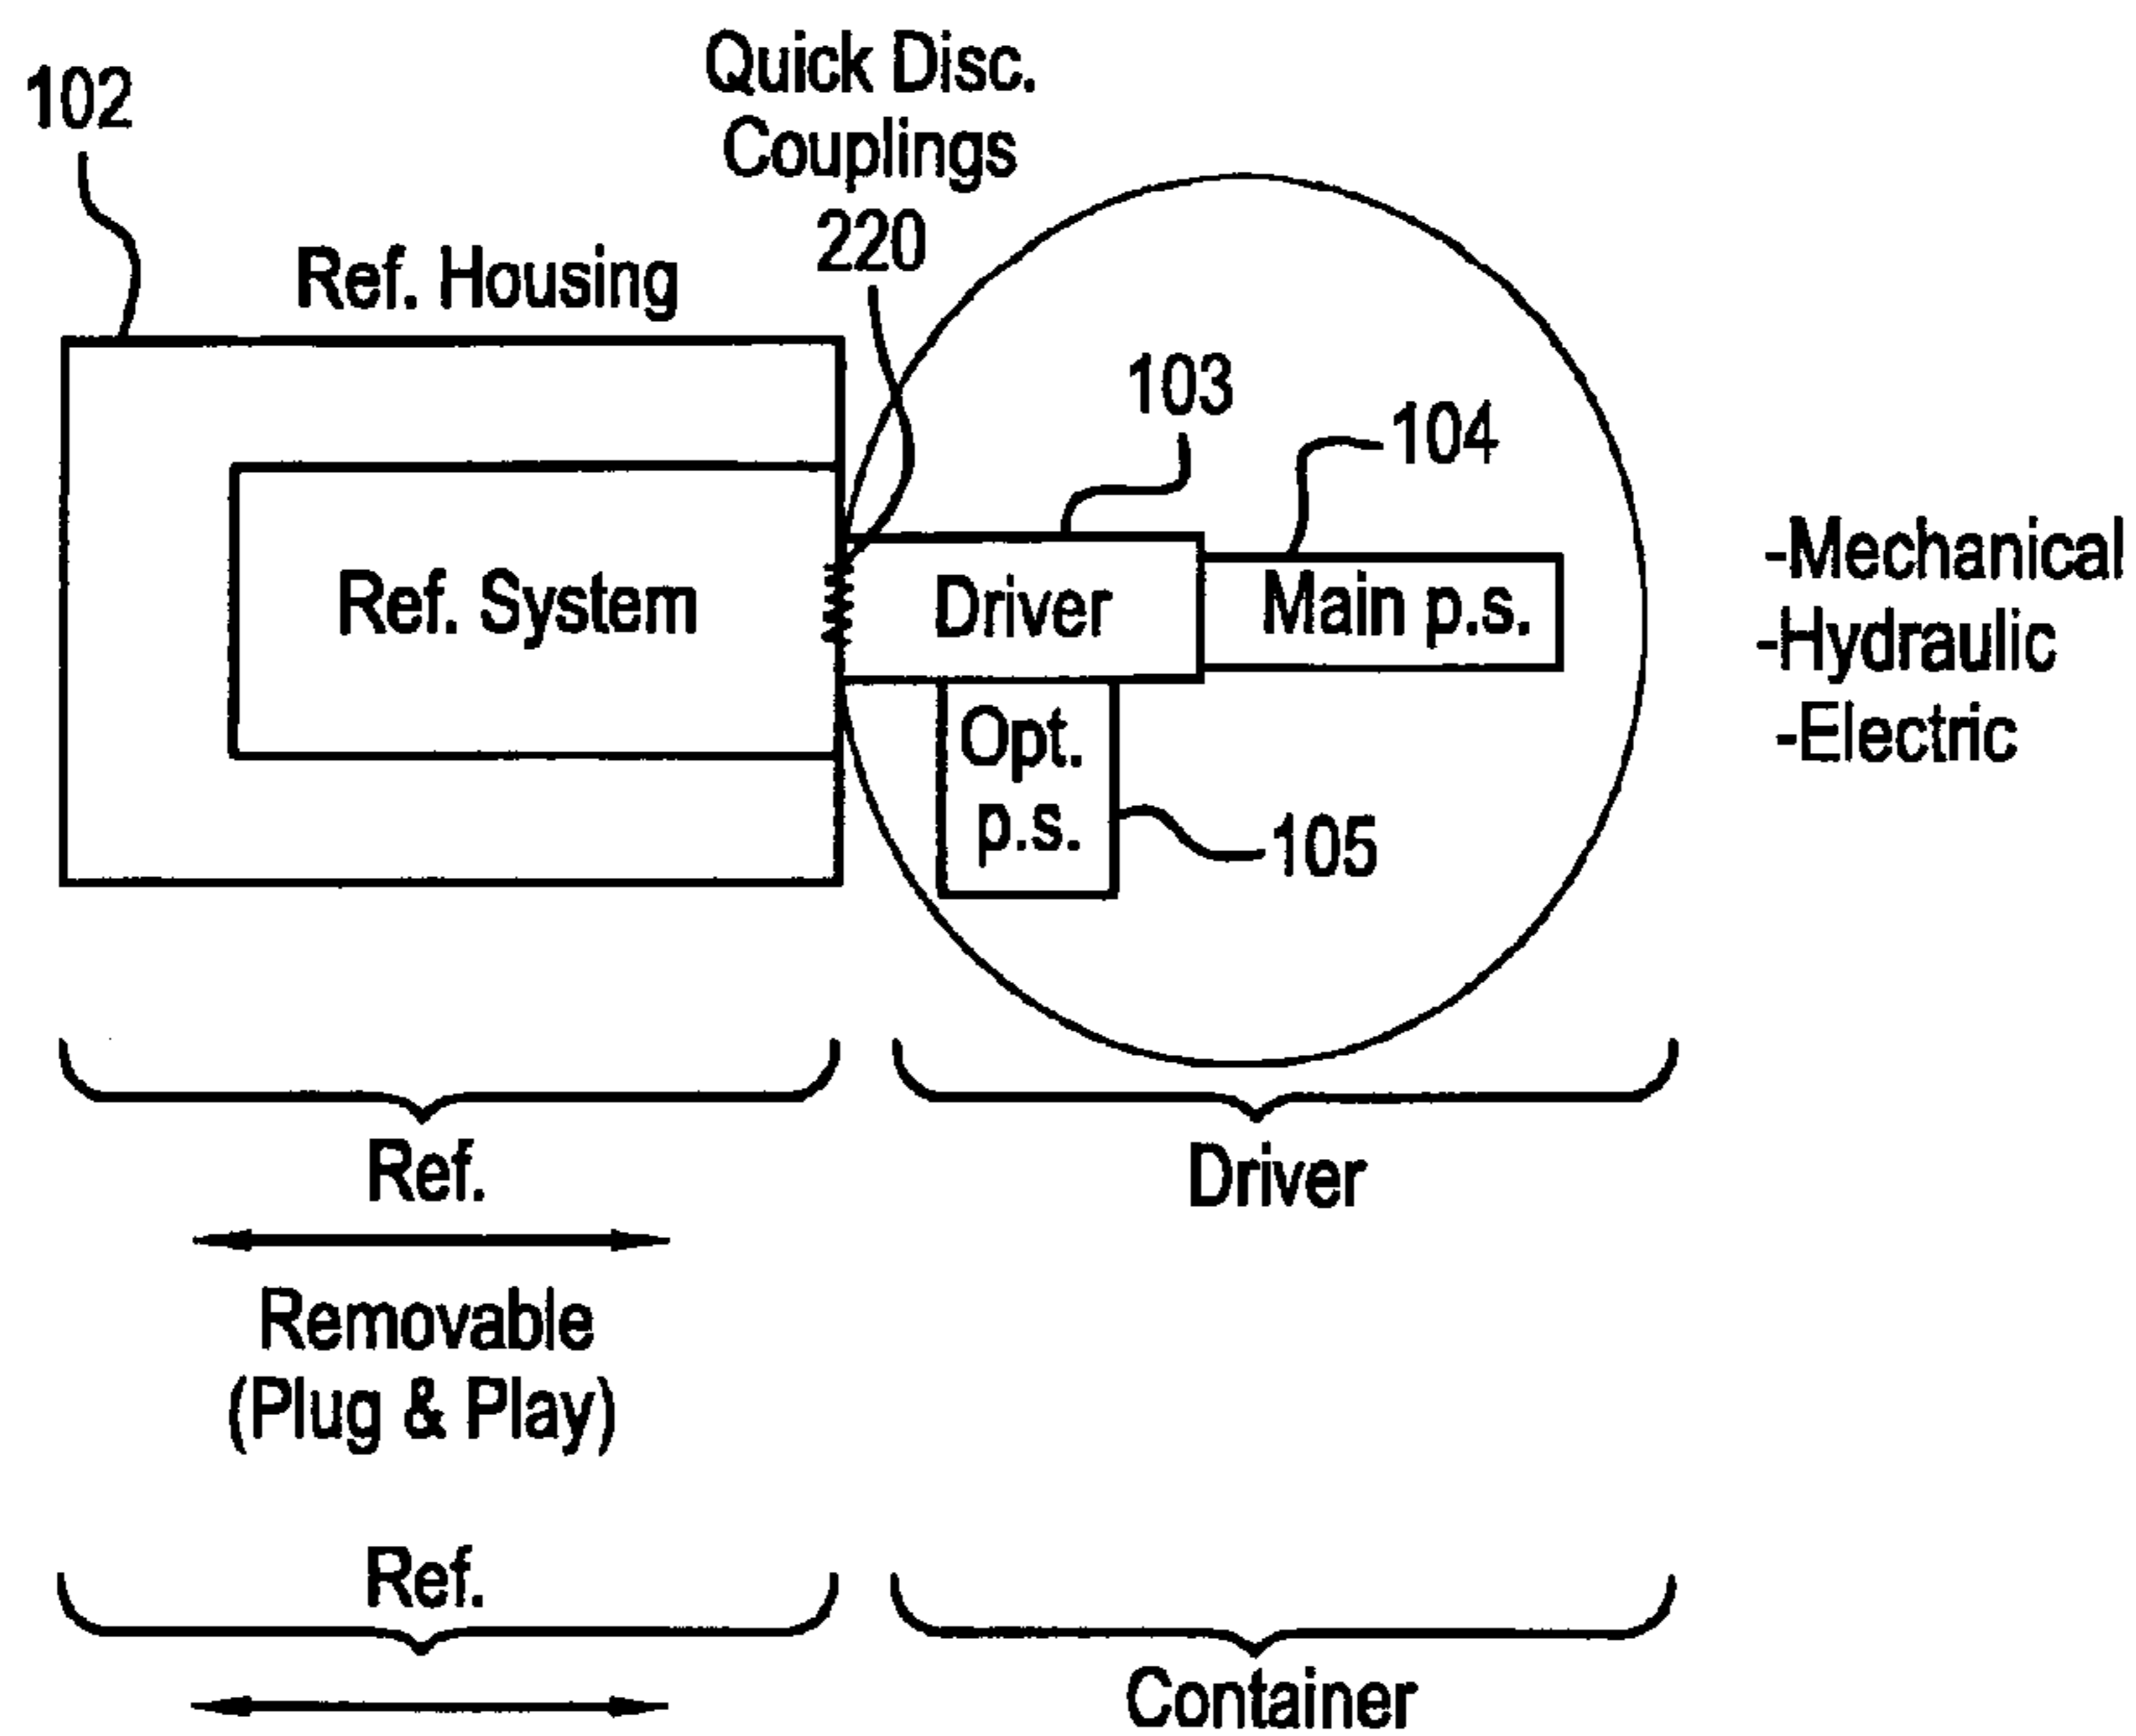 102
Quick Disc.
Couplings
220
Ref. Housing
103
104
Ref. System
Driver
Main p.s.
-Mechanical
-Hydraulic
-Electric
Opt.
p.s.
105
Ref.
Driver
Removable
(Plug & Play)
Ref.
Container